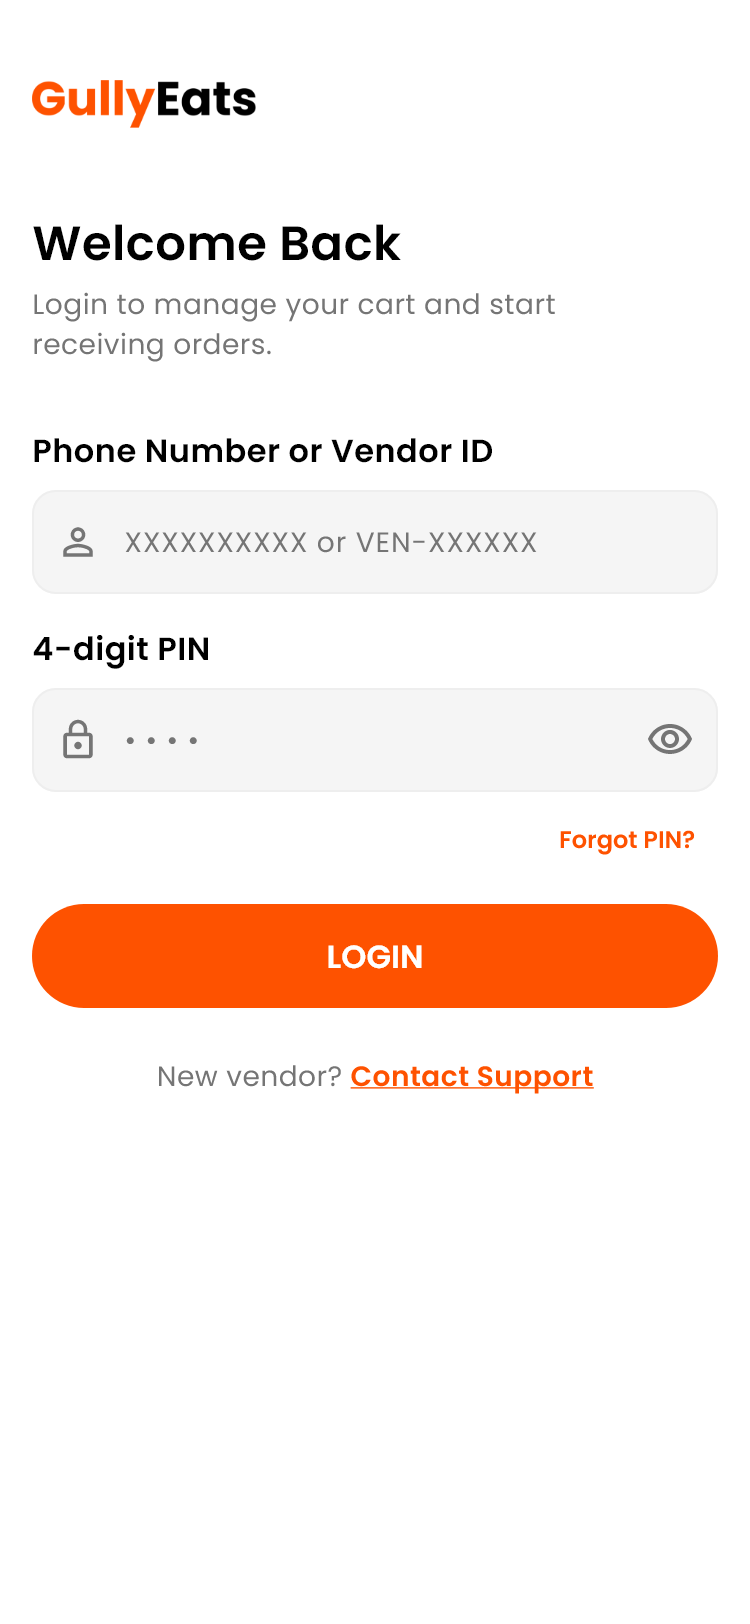 GullyEats
Welcome Back
Login to manage your cart and start
receiving orders.
Phone Number or Vendor ID
XXXXXXXXXX or VEN-XXXXXX
4-digit PIN
• • • •
Forgot PIN?
LOGIN
New vendor? Contact Support